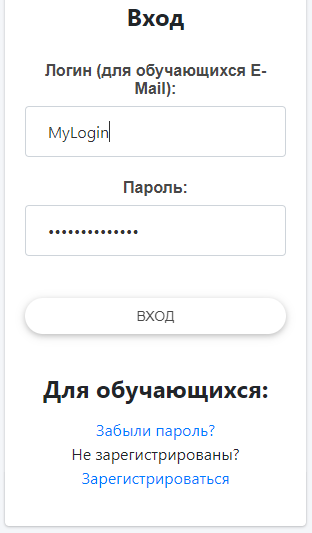 Вход
Логин (для обучающихся E-
Mail):
MyLogin
Пароль:
••••••••••••••
ВХОД
Для обучающихся:
Забыли пароль?
Не зарегистрированы?
Зарегистрироваться